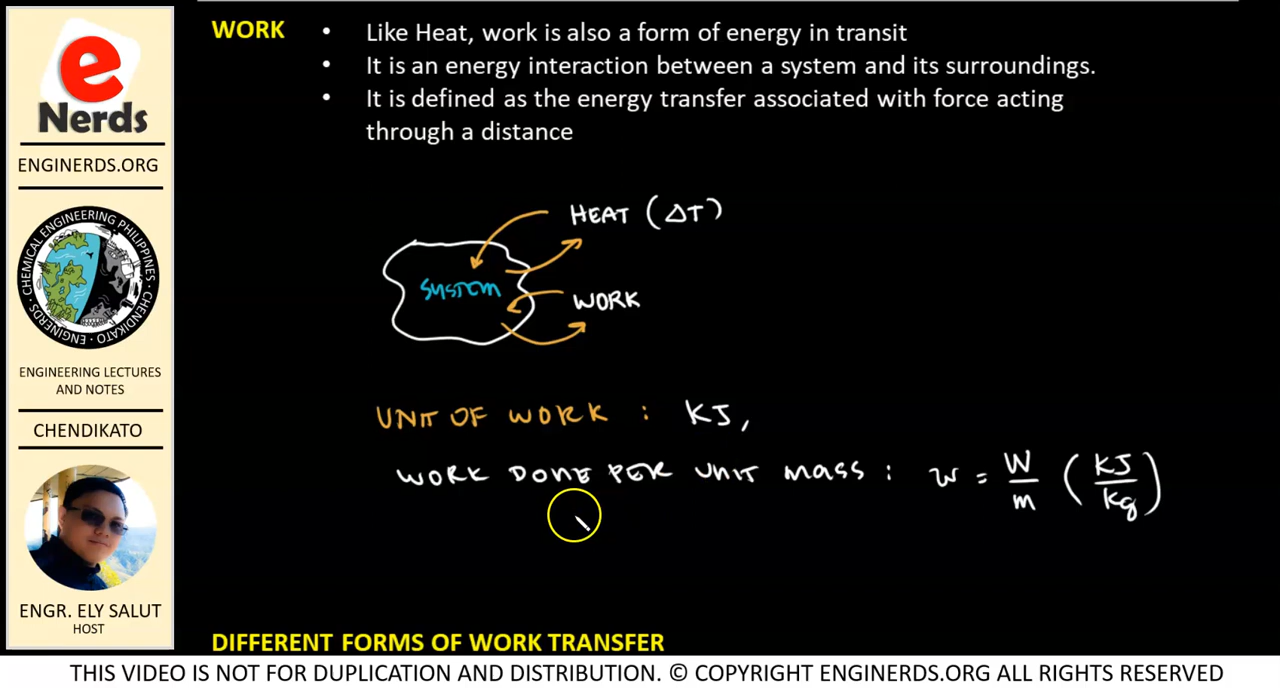 e
Nerds
ENGINERDS.ORG
CHEMICAL ENGINEERING PHILIPPINES
• CHENDIKATO • ENGINERDS •
ENGINEERING LECTURES
AND NOTES
CHENDIKATO
ENGR. ELY SALUT
HOST
WORK • Like Heat, work is also a form of energy in transit
• It is an energy interaction between a system and its surroundings.
• It is defined as the energy transfer associated with force acting
through a distance
HEAT (ΔT)
SYSTEM
WORK
UNIT OF WORK : KJ,
WORK DONE PER UNIT MASS : w = W/m (KJ/kg)
DIFFERENT FORMS OF WORK TRANSFER
THIS VIDEO IS NOT FOR DUPLICATION AND DISTRIBUTION. © COPYRIGHT ENGINERDS.ORG ALL RIGHTS RESERVED